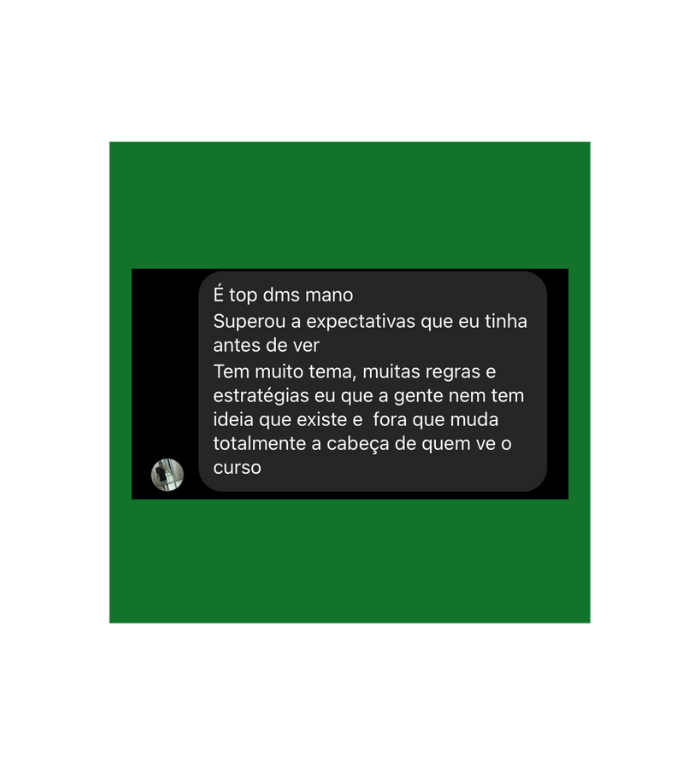 É top dms mano
Superou a expectativas que eu tinha
antes de ver
Tem muito tema, muitas regras e
estratégias eu que a gente nem tem
ideia que existe e  fora que muda
totalmente a cabeça de quem ve o
curso